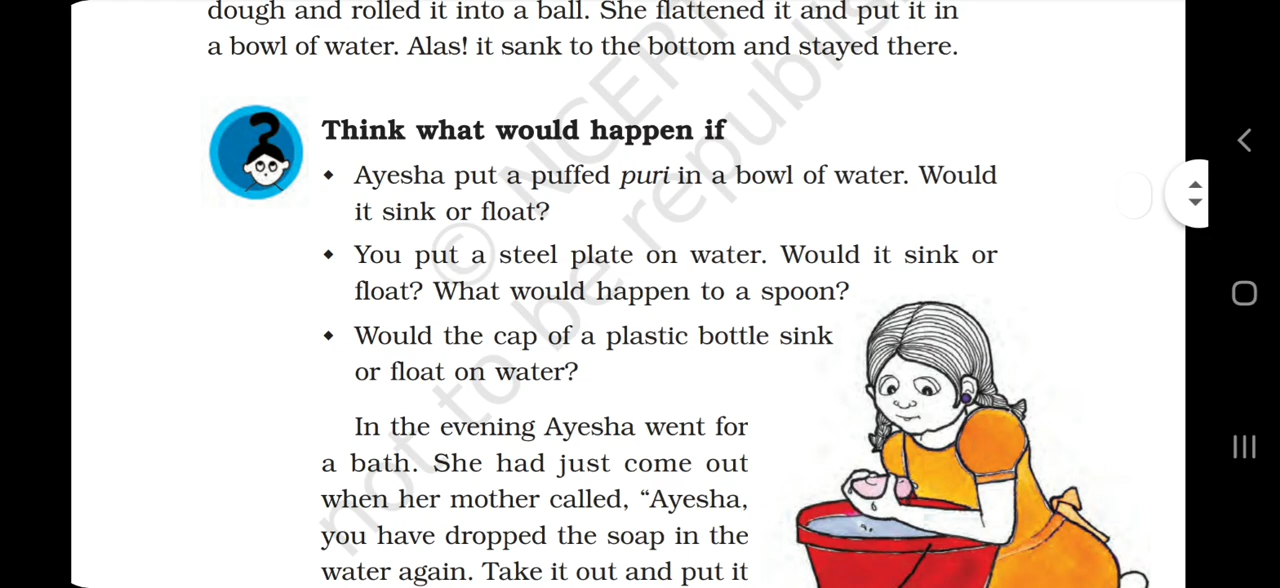 dough and rolled it into a ball. She flattened it and put it in
a bowl of water. Alas! it sank to the bottom and stayed there.
Think what would happen if
◆ Ayesha put a puffed puri in a bowl of water. Would
it sink or float?
◆ You put a steel plate on water. Would it sink or
float? What would happen to a spoon?
◆ Would the cap of a plastic bottle sink
or float on water?
In the evening Ayesha went for
a bath. She had just come out
when her mother called, “Ayesha,
you have dropped the soap in the
water again. Take it out and put it
© NCERT
not to be republis